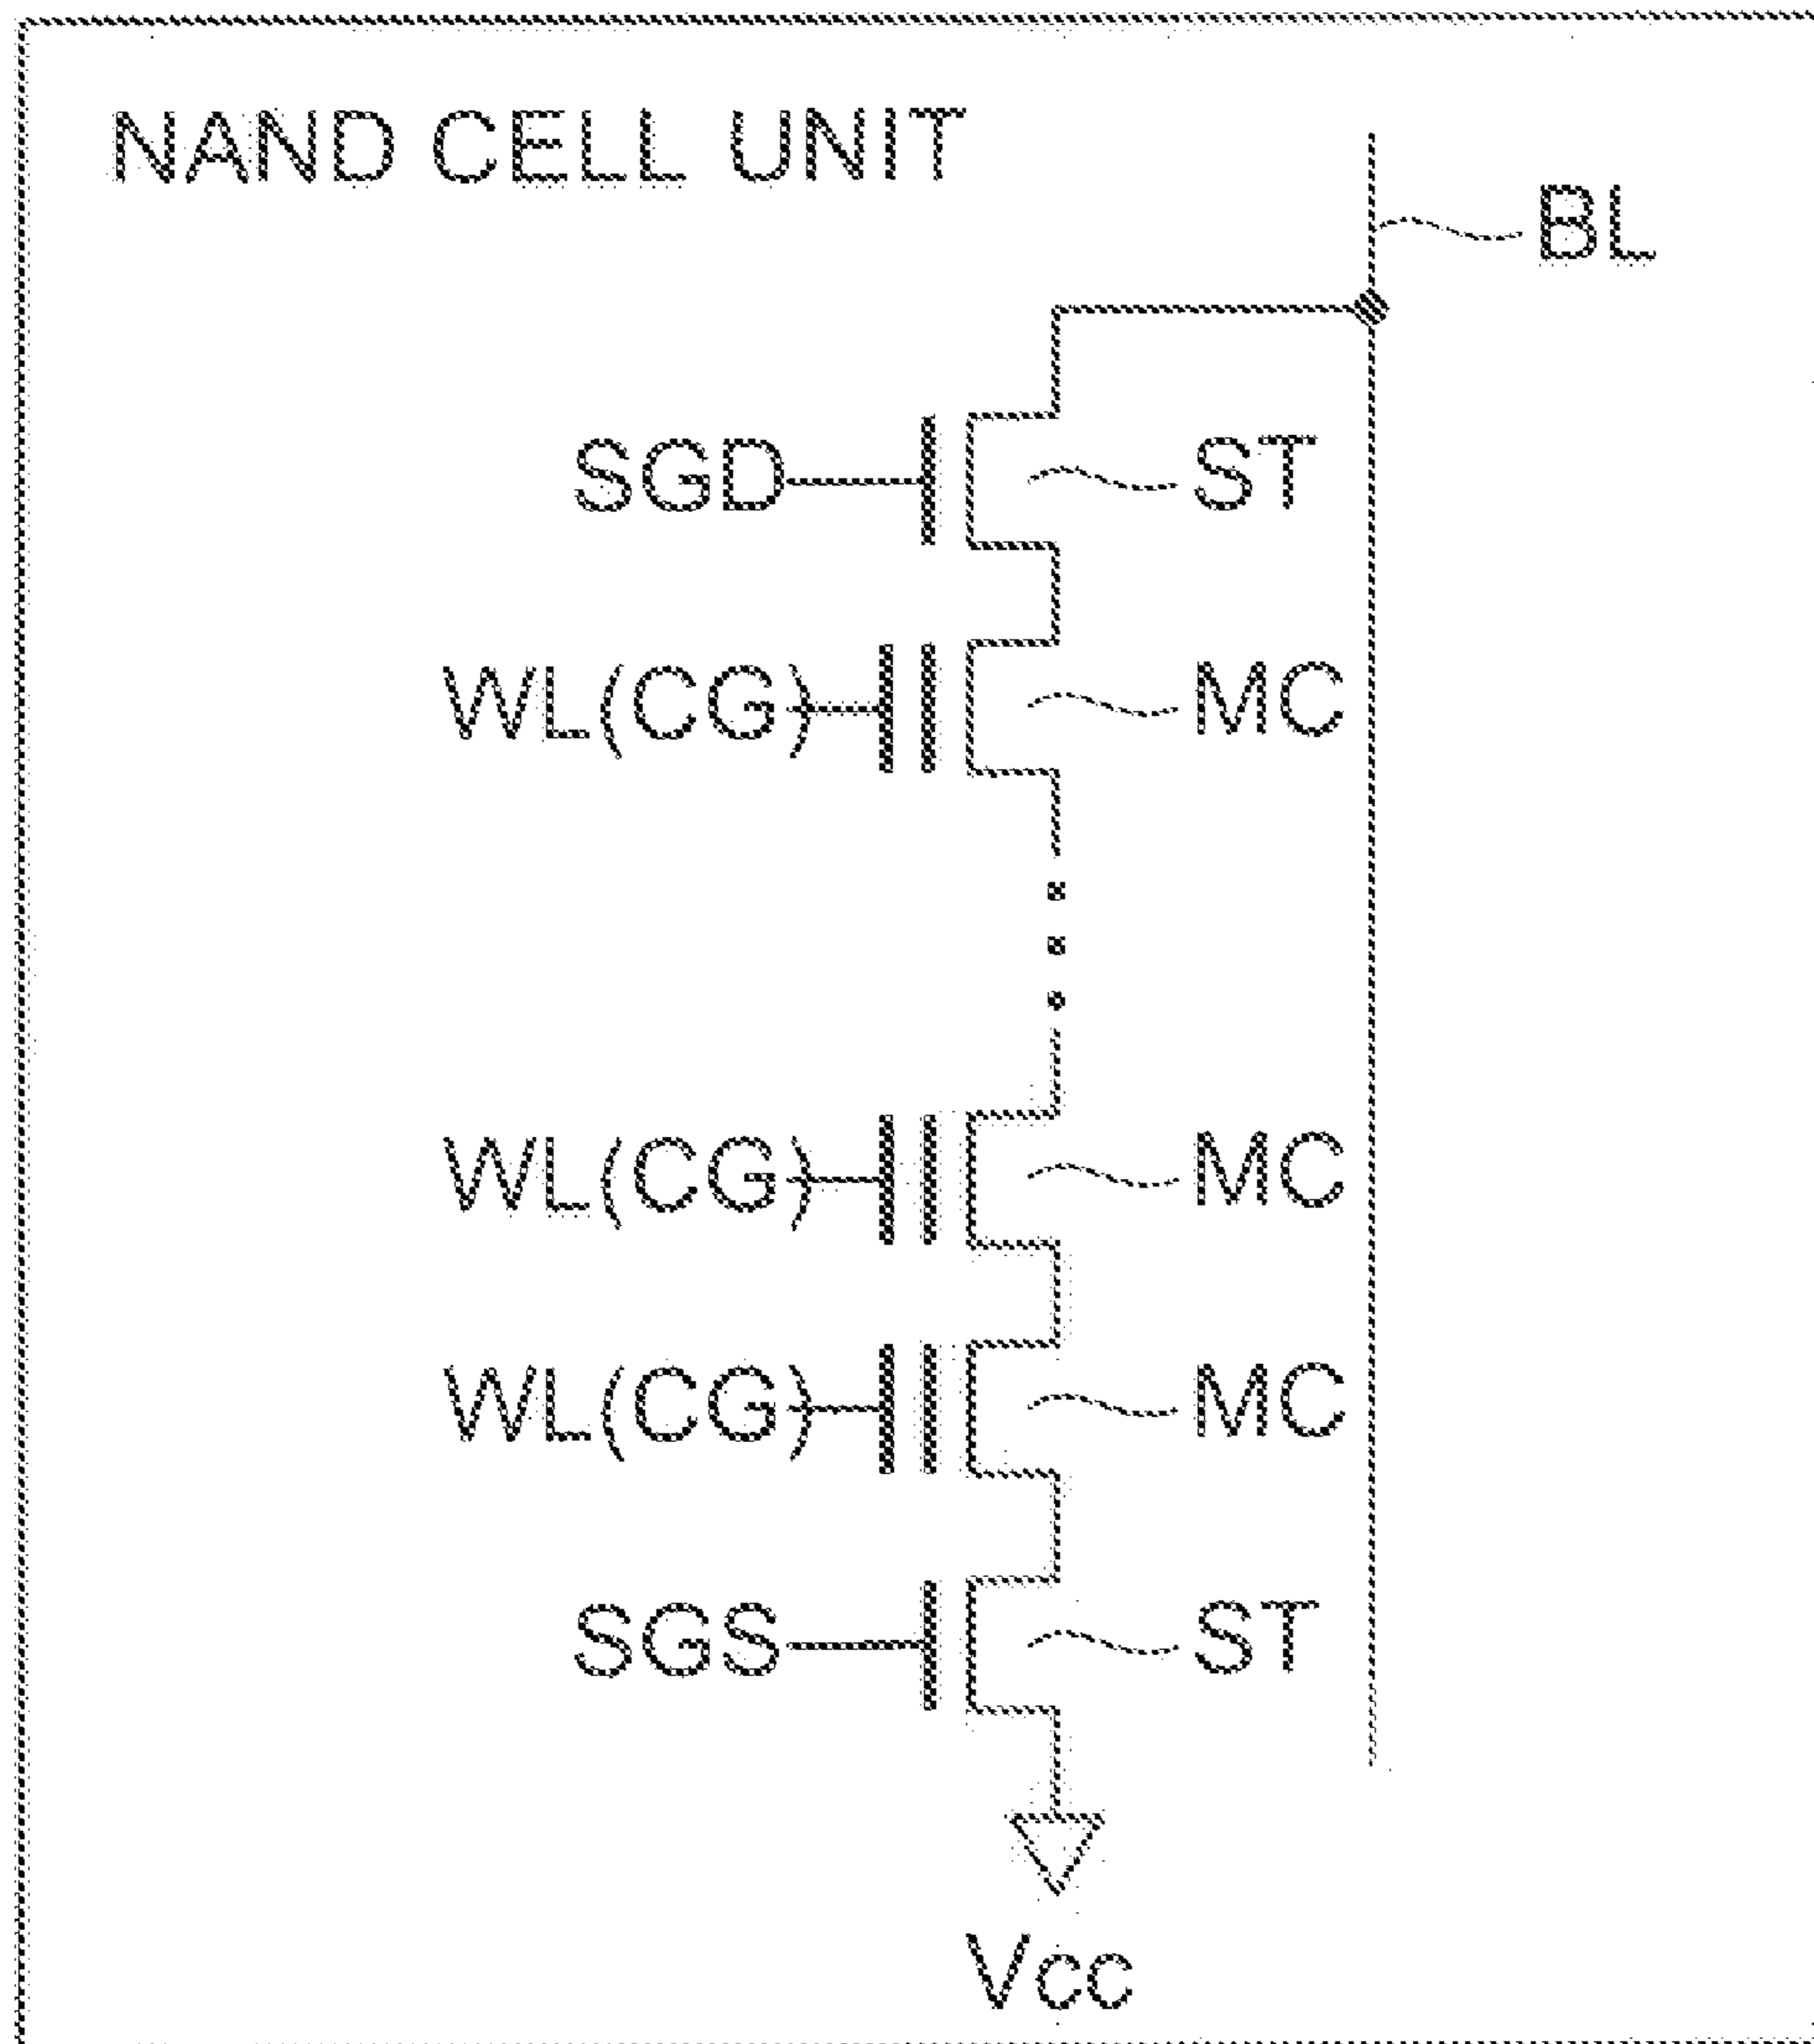 NAND CELL UNIT
BL
SGD ST
WL(CG) MC
WL(CG) MC
WL(CG) MC
SGS ST
Vcc